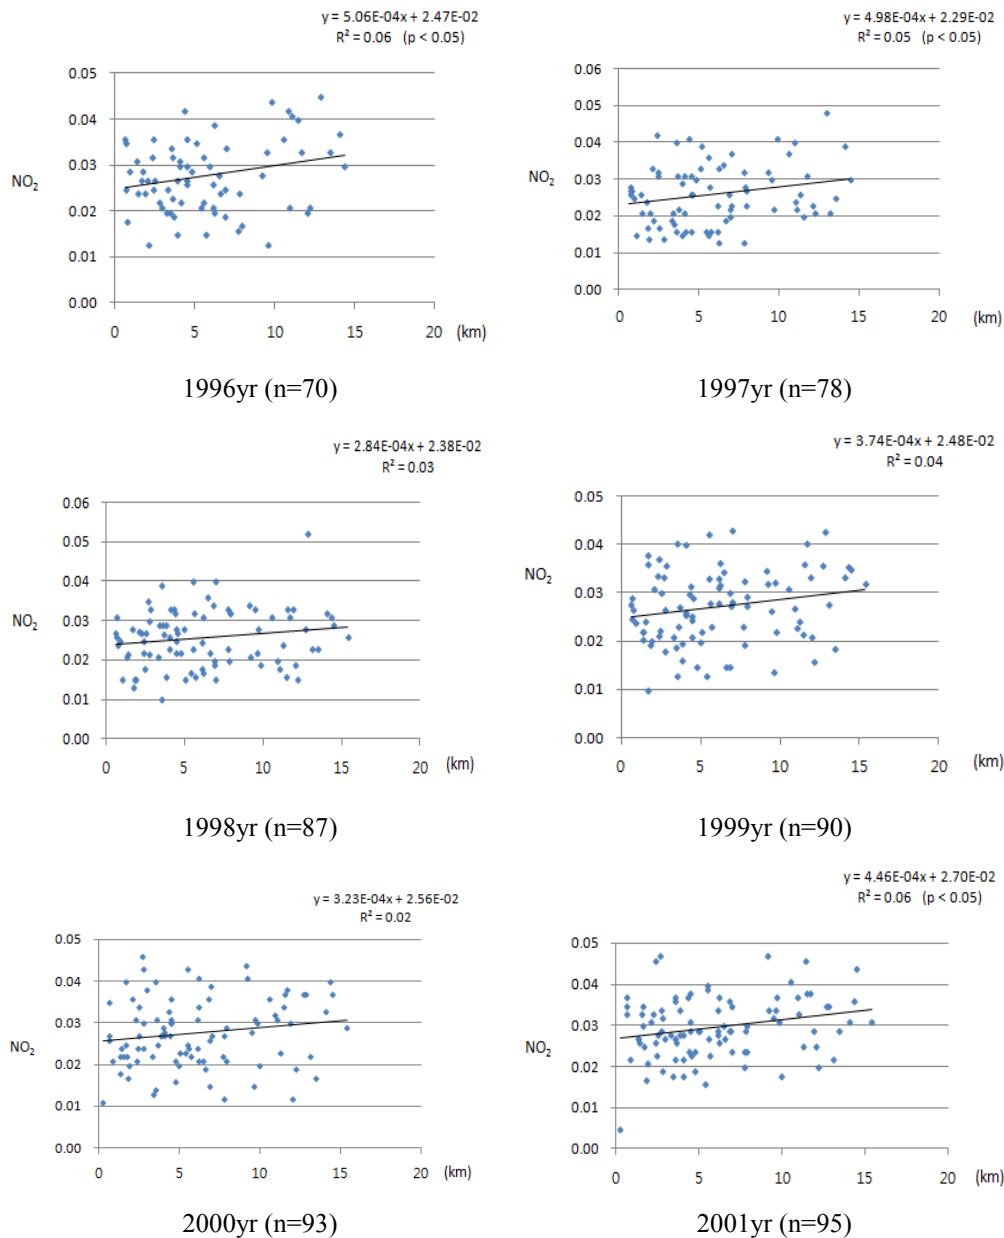 y = 5.06E-04x + 2.47E-02
R² = 0.06 (p < 0.05)
0.05
0.04
0.03
NO₂
0.02
0.01
0.00
0 5 10 15 20 (km)
1996yr (n=70)
y = 4.98E-04x + 2.29E-02
R² = 0.05 (p < 0.05)
0.06
0.05
0.04
0.03
NO₂
0.02
0.01
0.00
0 5 10 15 20 (km)
1997yr (n=78)
y = 2.84E-04x + 2.38E-02
R² = 0.03
0.06
0.05
0.04
0.03
NO₂
0.02
0.01
0.00
0 5 10 15 20 (km)
1998yr (n=87)
y = 3.74E-04x + 2.48E-02
R² = 0.04
0.05
0.04
NO₂
0.03
0.02
0.01
0.00
0 5 10 15 20 (km)
1999yr (n=90)
y = 3.23E-04x + 2.56E-02
R² = 0.02
0.05
0.04
0.03
NO₂
0.02
0.01
0.00
0 5 10 15 20 (km)
2000yr (n=93)
y = 4.46E-04x + 2.70E-02
R² = 0.06 (p < 0.05)
0.05
0.04
0.03
NO₂
0.02
0.01
0.00
0 5 10 15 20 (km)
2001yr (n=95)